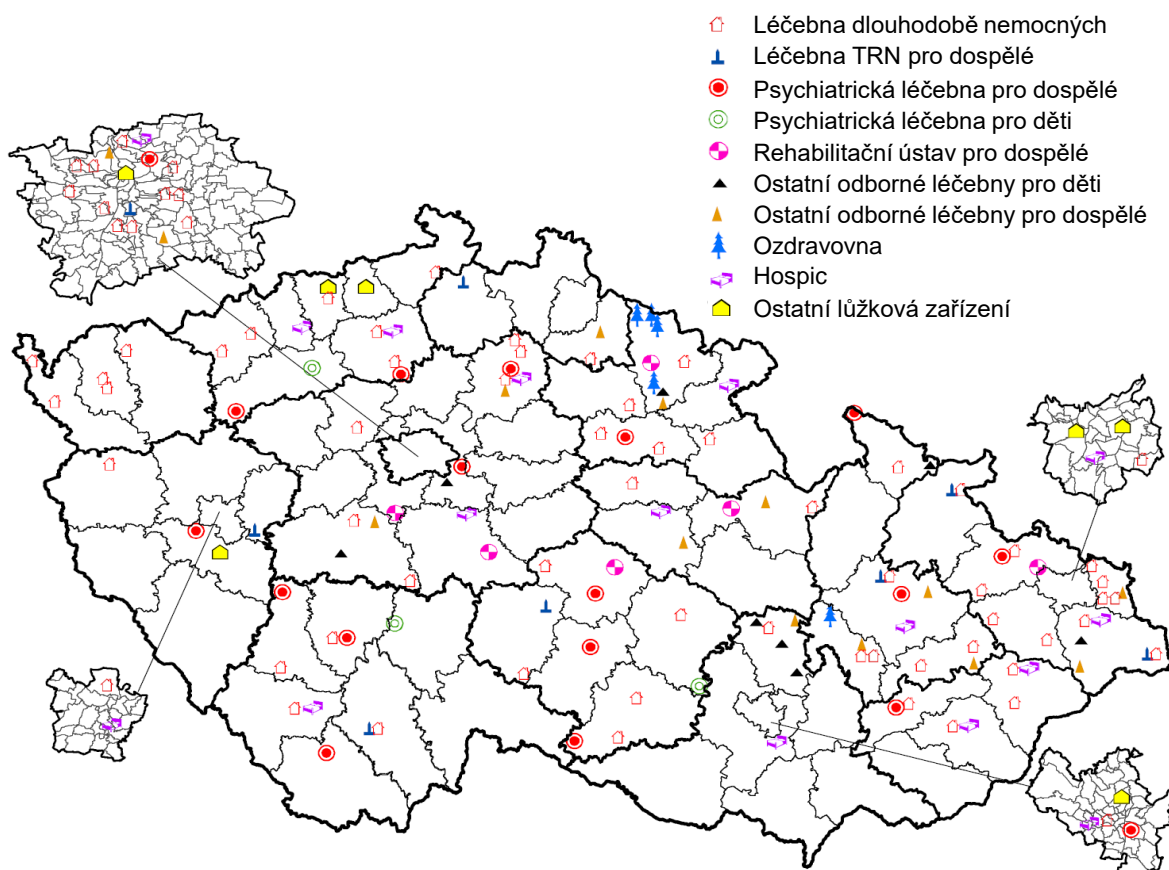 Léčebna dlouhodobě nemocných
Léčebna TRN pro dospělé
Psychiatrická léčebna pro dospělé
Psychiatrická léčebna pro děti
Rehabilitační ústav pro dospělé
Ostatní odborné léčebny pro děti
Ostatní odborné léčebny pro dospělé
Ozdravovna
Hospic
Ostatní lůžková zařízení